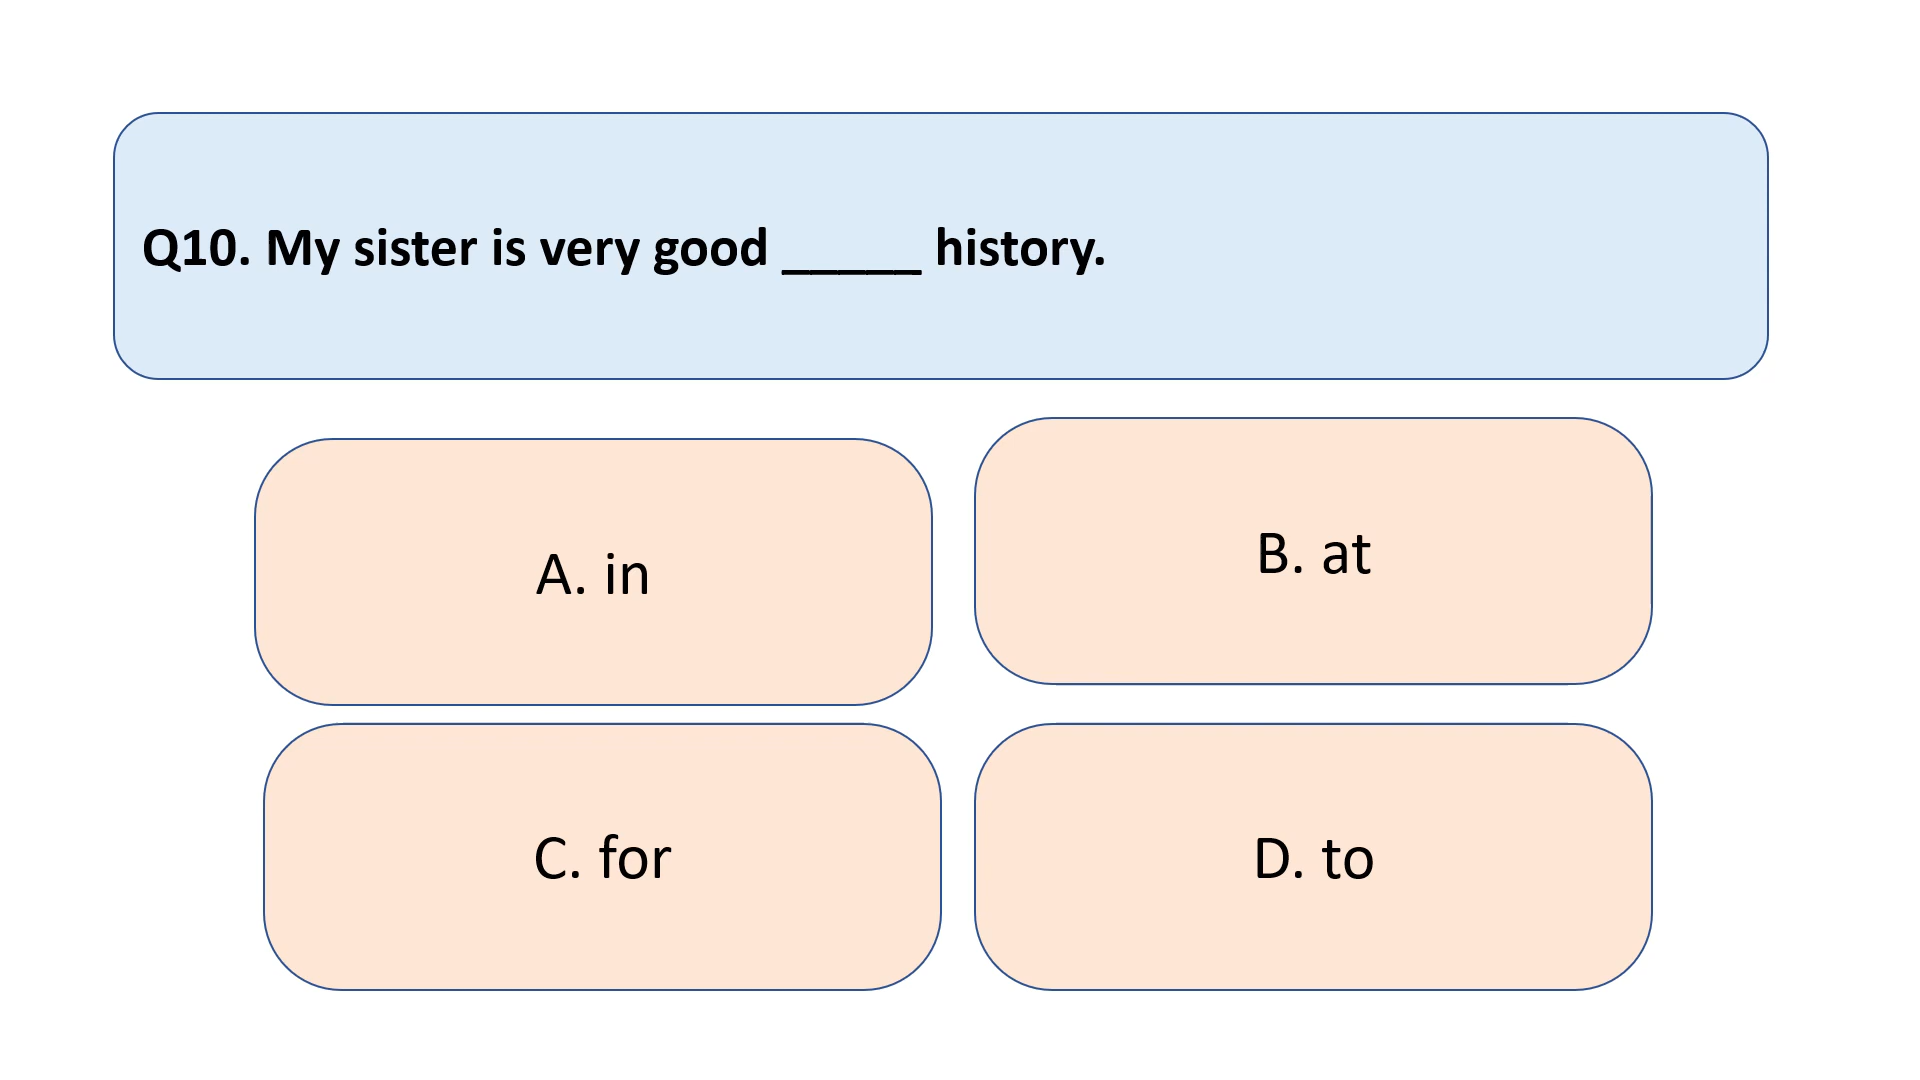 Q10. My sister is very good _____ history.
A. in
B. at
C. for
D. to